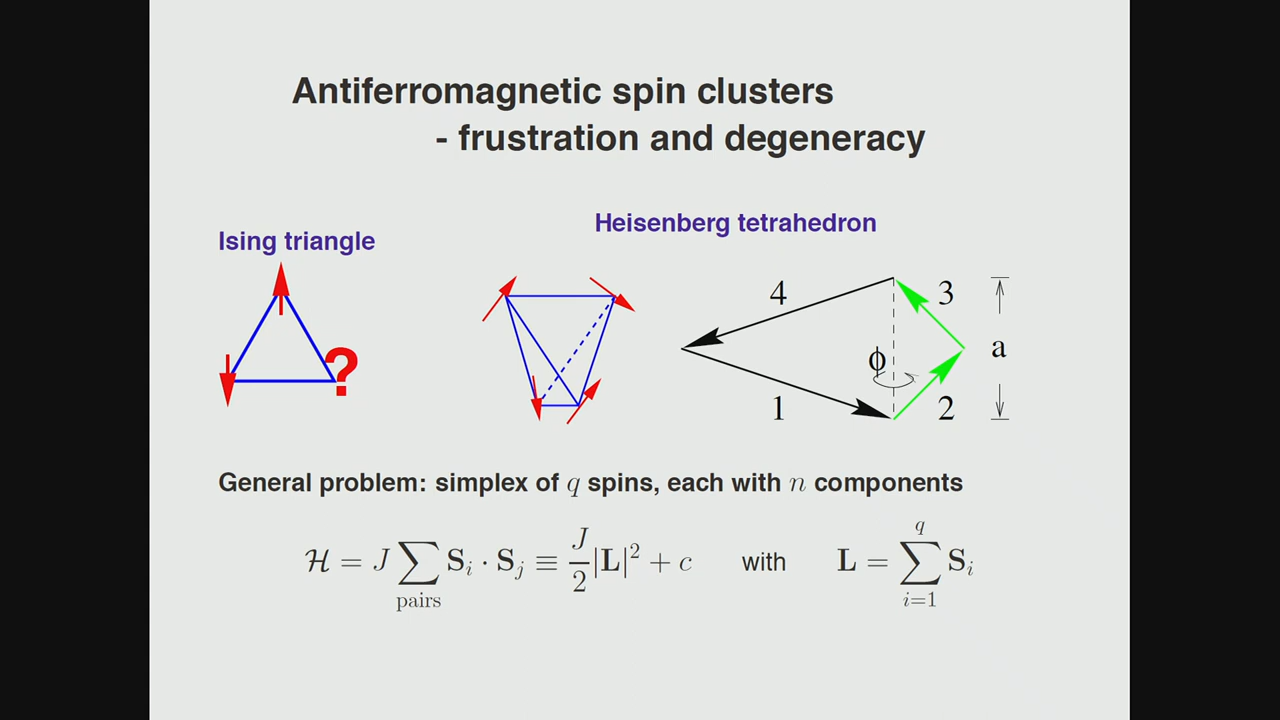 Antiferromagnetic spin clusters
- frustration and degeneracy
Heisenberg tetrahedron
Ising triangle
?
4
3
a
ϕ
1
2
General problem: simplex of q spins, each with n components
ℋ = J ∑_{pairs} S_i · S_j ≡ J/2 |L|² + c with L = ∑_{i=1}^{q} S_i